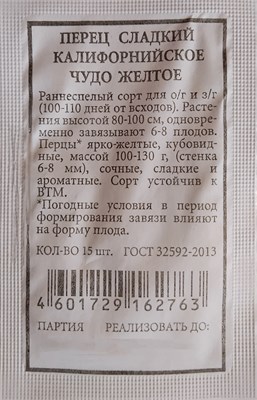 ПЕРЕЦ СЛАДКИЙ
КАЛИФОРНИЙСКОЕ
ЧУДО ЖЕЛТОЕ
Раннеспелый сорт для о/г и з/г
(100-110 дней от всходов). Расте-
ния высотой 80-100 см, одновре-
менно завязывают 6-8 плодов.
Перцы* ярко-желтые, кубовид-
ные, массой 100-130 г, (стенка
6-8 мм), сочные, сладкие и
ароматные. Сорт устойчив к
ВТМ.
*Погодные условия в период
формирования завязи влияют
на форму плода.
КОЛ-ВО 15 шт. ГОСТ 32592-2013
4 601729 162763
ПАРТИЯ РЕАЛИЗОВАТЬ ДО: